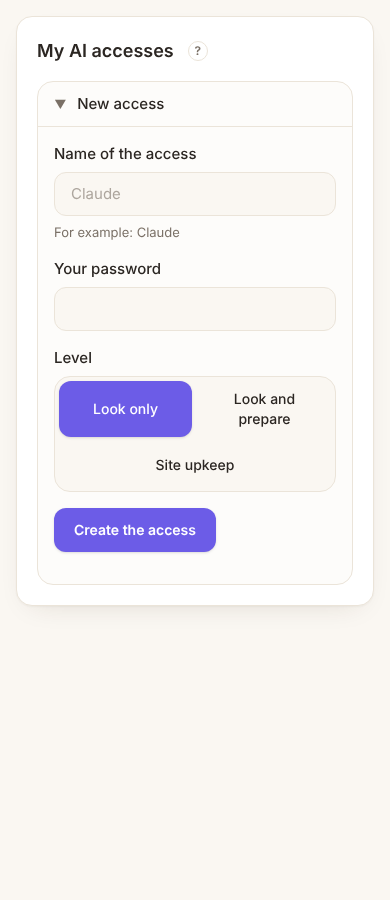 My AI accesses ?
▼ New access
Name of the access
Claude
For example: Claude
Your password
Level
Look only
Look and
prepare
Site upkeep
Create the access